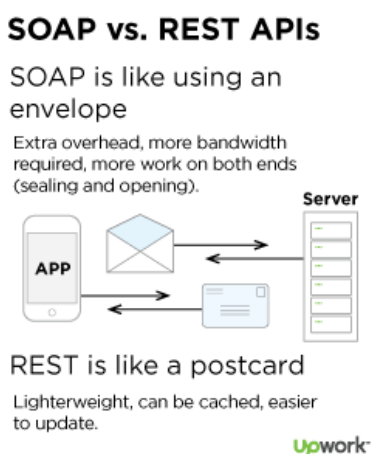 SOAP vs. REST APIs
SOAP is like using an
envelope
Extra overhead, more bandwidth
required, more work on both ends
(sealing and opening).
Server
APP
REST is like a postcard
Lighterweight, can be cached, easier
to update.
Upwork